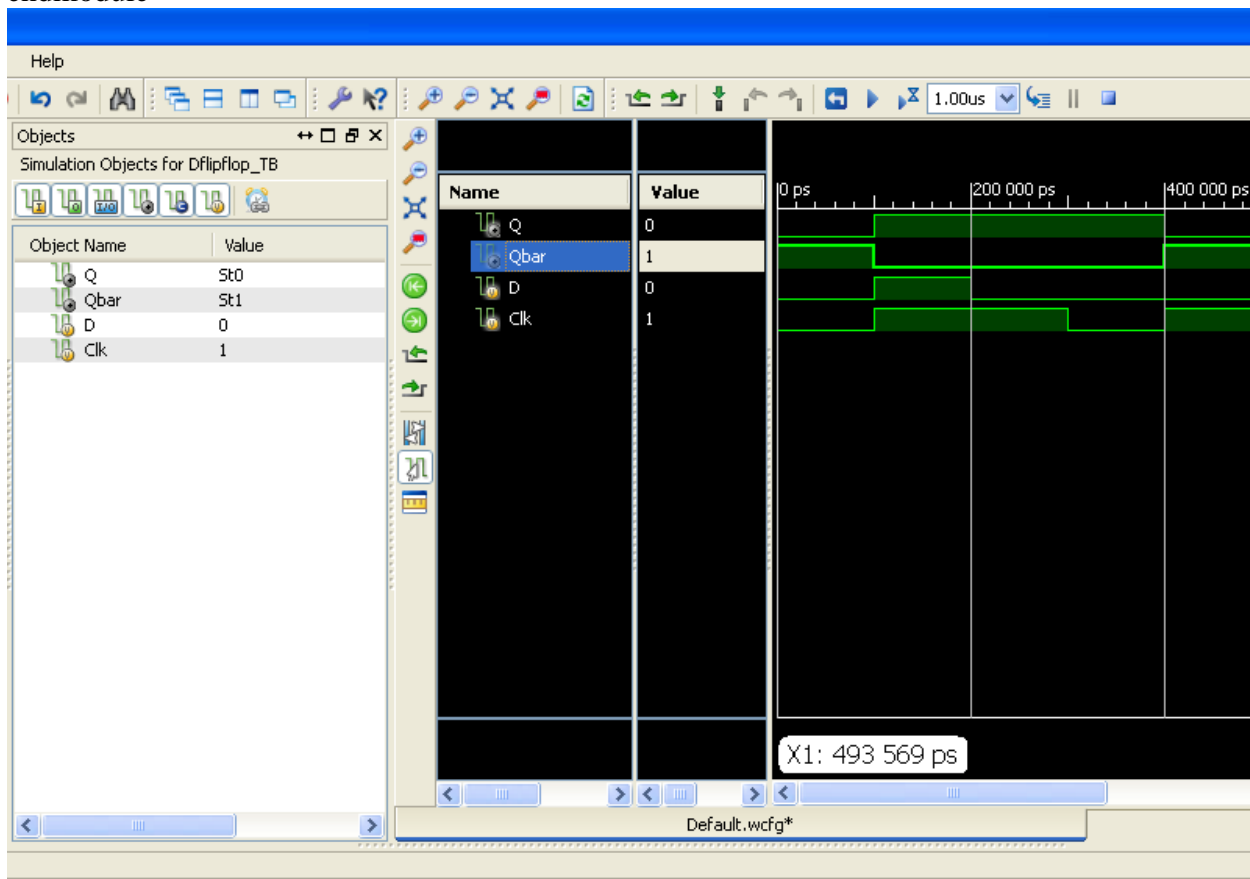 endmodule
Help
1.00us
Objects
Simulation Objects for Dflipflop_TB
Object Name Value
Q St0
Qbar St1
D 0
Clk 1
Name Value
Q 0
Qbar 1
D 0
Clk 1
0 ps 200 000 ps 400 000 ps
X1: 493 569 ps
Default.wcfg*